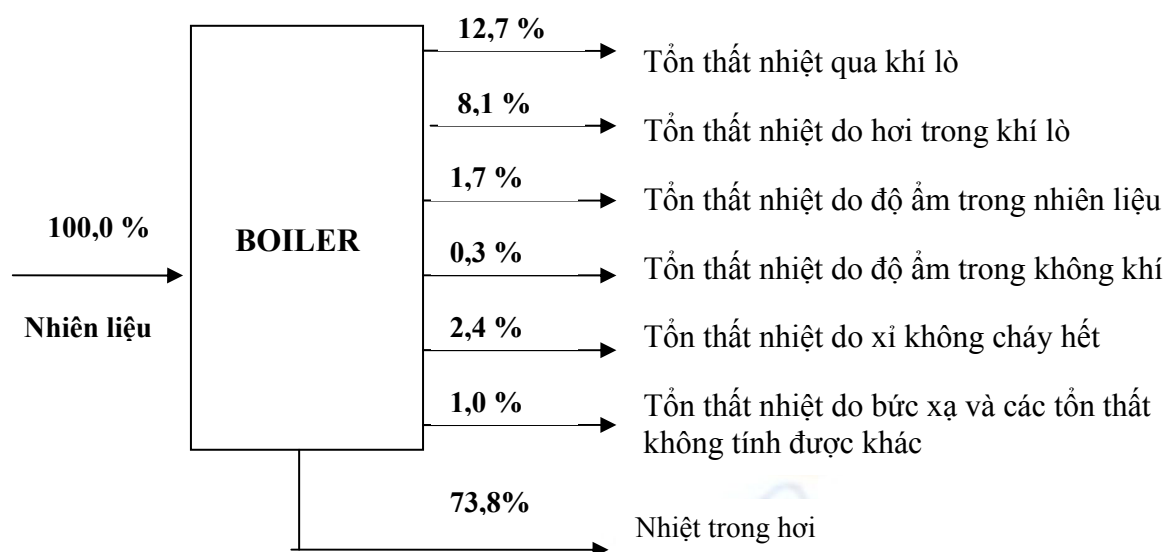 12,7 %
Tổn thất nhiệt qua khí lò
8,1 %
Tổn thất nhiệt do hơi trong khí lò
1,7 %
Tổn thất nhiệt do độ ẩm trong nhiên liệu
100,0 %
BOILER
0,3 %
Tổn thất nhiệt do độ ẩm trong không khí
Nhiên liệu
2,4 %
Tổn thất nhiệt do xỉ không cháy hết
1,0 %
Tổn thất nhiệt do bức xạ và các tổn thất
không tính được khác
73,8%
Nhiệt trong hơi